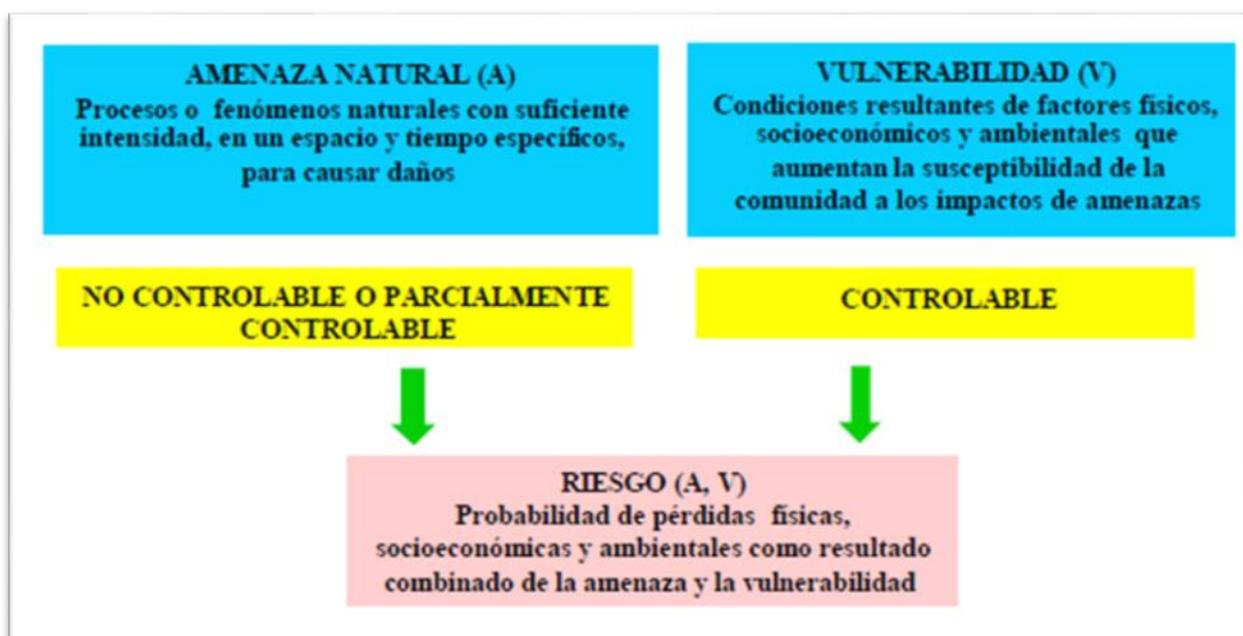 AMENAZA NATURAL (A)
Procesos o fenómenos naturales con suficiente
intensidad, en un espacio y tiempo específicos,
para causar daños
VULNERABILIDAD (V)
Condiciones resultantes de factores físicos,
socioeconómicos y ambientales que
aumentan la susceptibilidad de la
comunidad a los impactos de amenazas
NO CONTROLABLE O PARCIALMENTE
CONTROLABLE
CONTROLABLE
RIESGO (A, V)
Probabilidad de pérdidas físicas,
socioeconómicas y ambientales como resultado
combinado de la amenaza y la vulnerabilidad